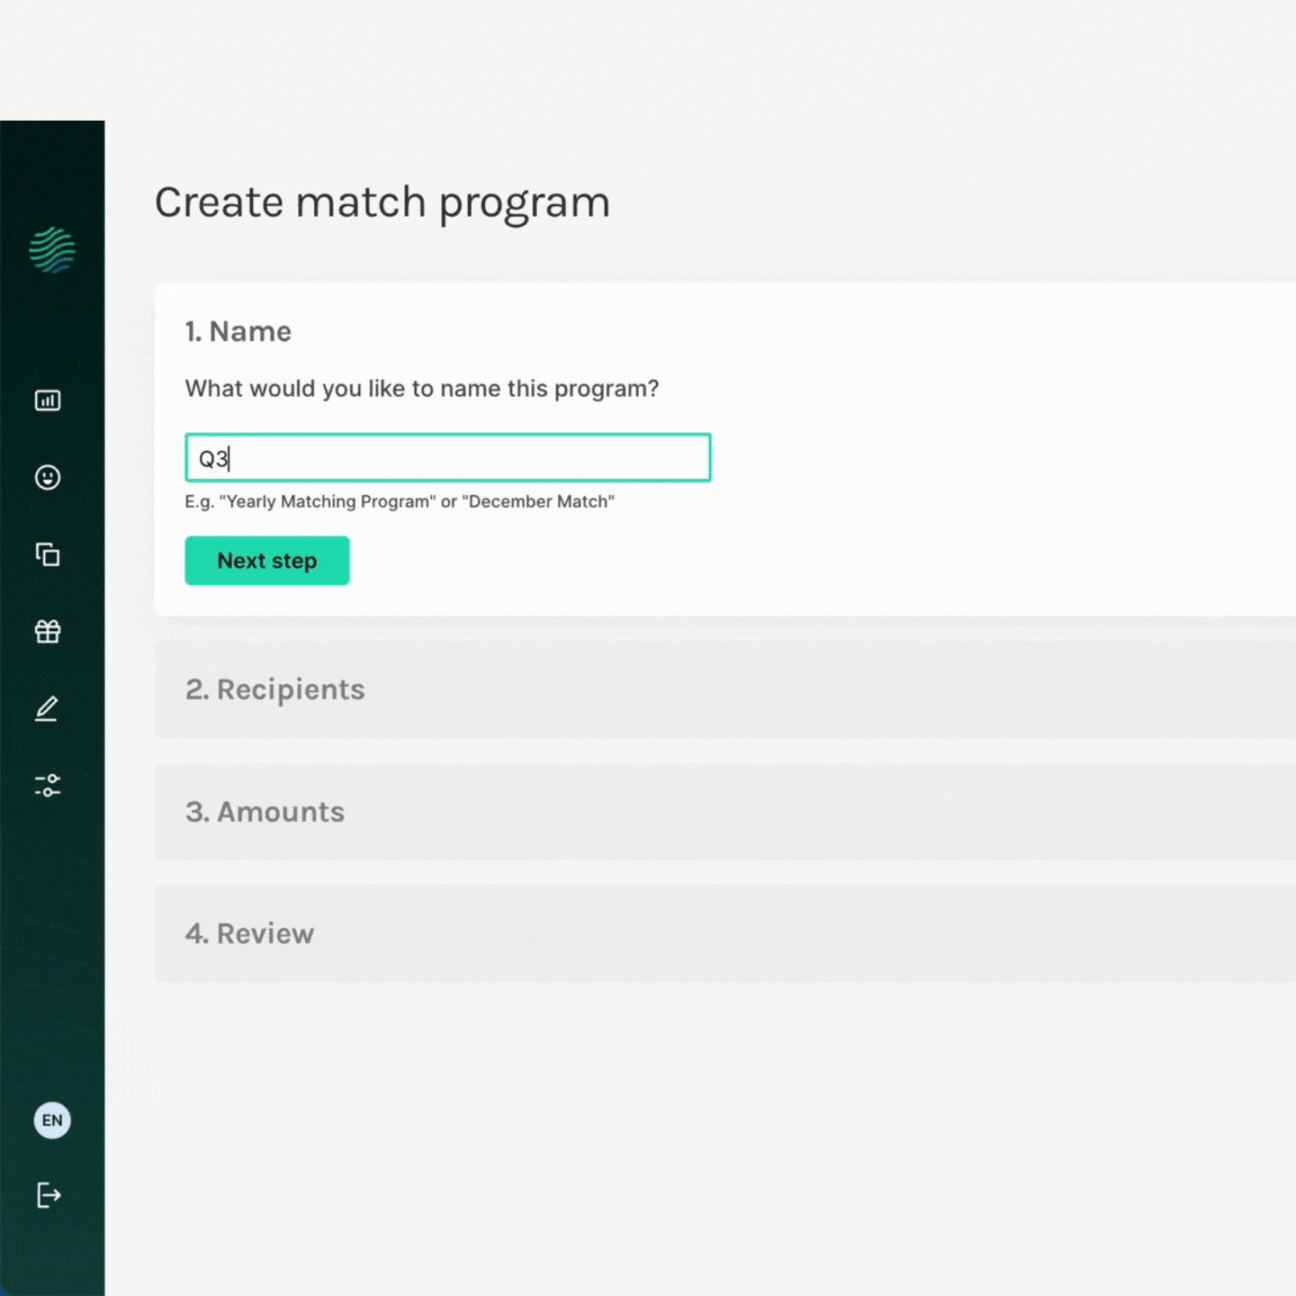 Create match program
1. Name
What would you like to name this program?
Q3
E.g. "Yearly Matching Program" or "December Match"
Next step
2. Recipients
3. Amounts
4. Review
EN